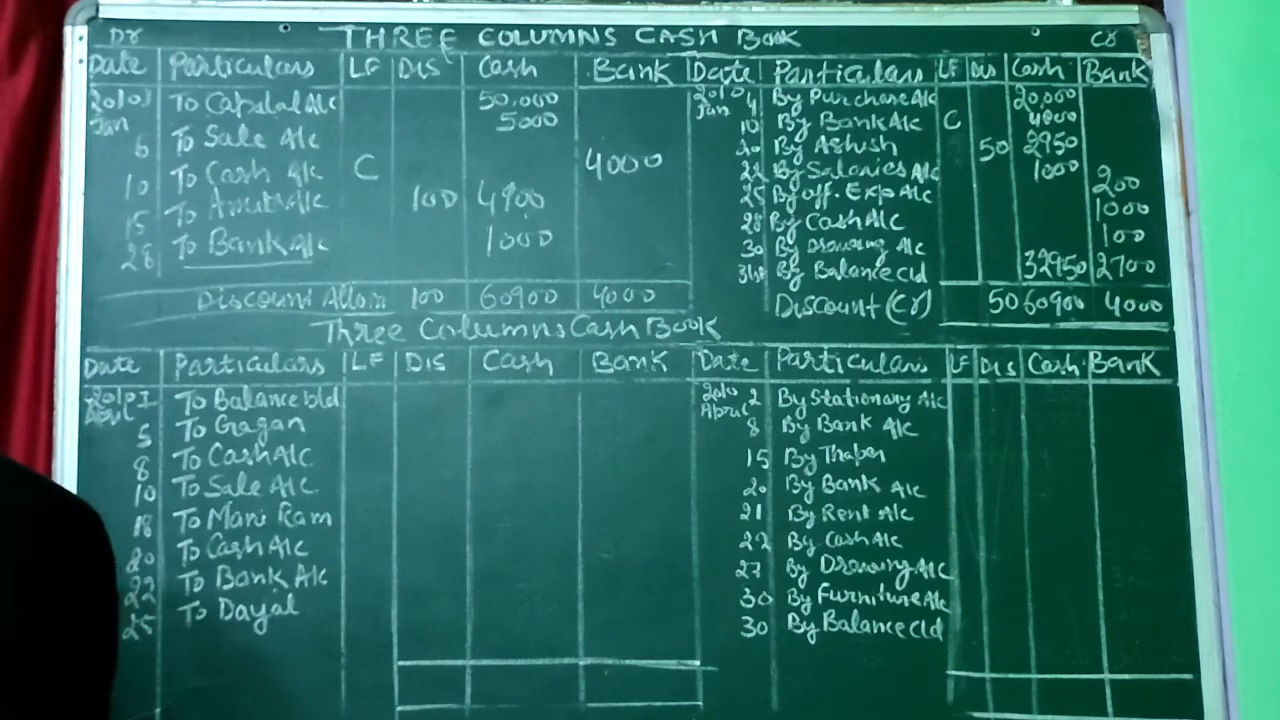 Dr THREE COLUMNS CASH BOOK Cr
Date Particulars LF DIS Cash Bank Date Particulars LF Dis Cash Bank
2010 1 To Capital A/c 50,000 2010 4 By Purchase A/c 20,000
Jan 5000 Jan 10 By Bank A/c C 4000
6 To Sale A/c 20 By Ashish 50 2950
10 To Cash A/c C 4000 22 By Salaries A/c 1000
15 To A/c 100 4900 25 By off. Exp A/c 200
28 To Bank A/c 1000 28 By Cash A/c 1000
30 By Drawing A/c 100
By Balance c/d 32950 2700
Discount 100 60900 4000 Discount (Cr) 50 60900 4000
Three Columns Cash Book
Date Particulars LF DIS Cash Bank Date Particulars LF Dis Cash Bank
2010 1 To Balance b/d 2010 2 By Stationary A/c
April 5 To Gagan April 8 By Bank A/c
8 To Cash A/c 15 By Thaper
10 To Sale A/c 20 By Bank A/c
18 To Mani Ram 21 By Rent A/c
20 To Cash A/c 22 By Cash A/c
22 To Bank A/c 27 By Drawing A/c
25 To Dayal 30 By Furniture A/c
30 By Balance c/d